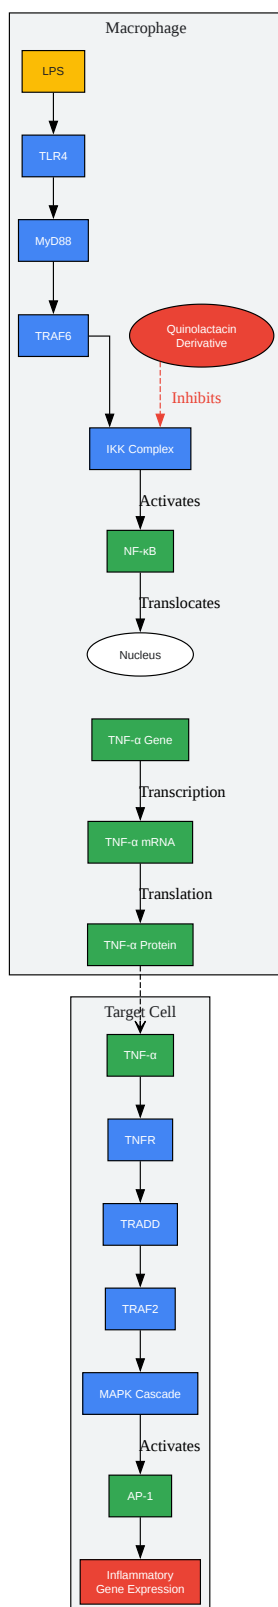 Macrophage
LPS
TLR4
MyD88
TRAF6
Quinolactacin
Derivative
Inhibits
IKK Complex
Activates
NF-κB
Translocates
Nucleus
TNF-α Gene
Transcription
TNF-α mRNA
Translation
TNF-α Protein
Target Cell
TNF-α
TNFR
TRADD
TRAF2
MAPK Cascade
Activates
AP-1
Inflammatory
Gene Expression